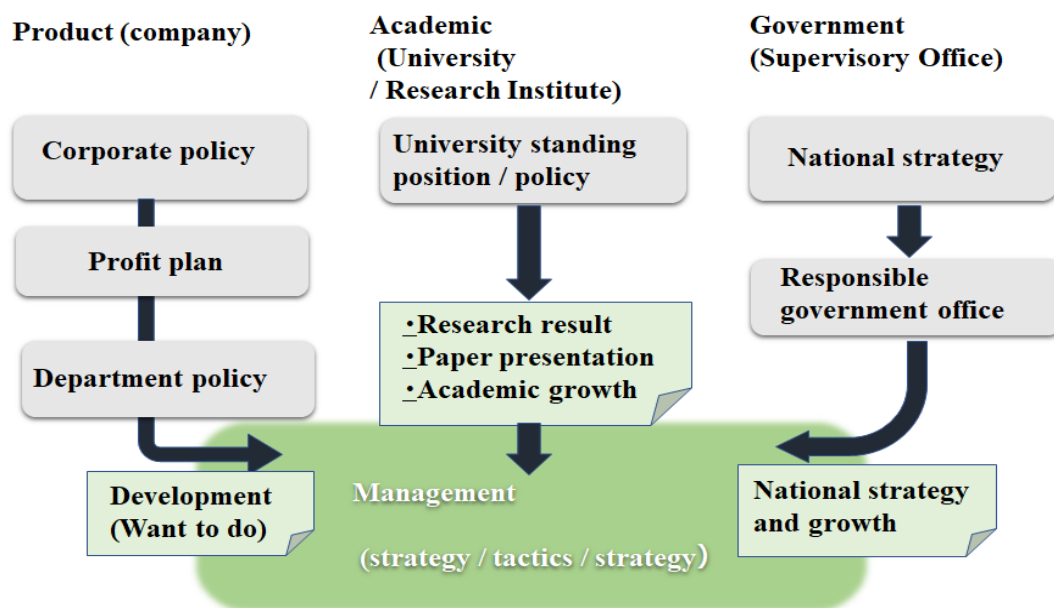 Product (company)
Academic
(University
/ Research Institute)
Government
(Supervisory Office)
Corporate policy
Profit plan
Department policy
Development
(Want to do)
University standing
position / policy
・Research result
・Paper presentation
・Academic growth
National strategy
Responsible
government office
National strategy
and growth
Management
(strategy / tactics / strategy）